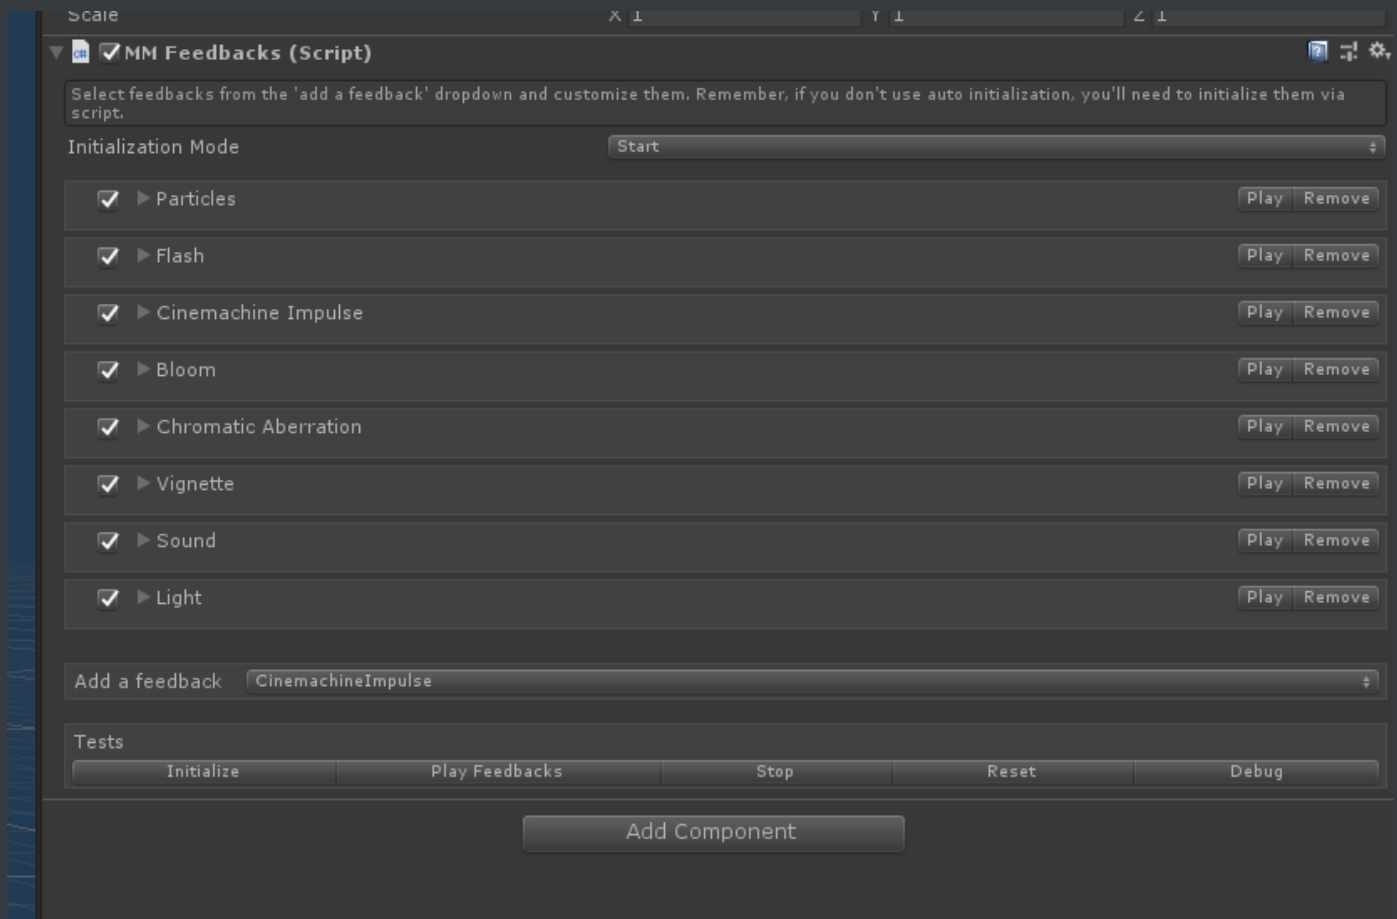 Scale X 1 Y 1 Z 1
c# MM Feedbacks (Script) ?
Select feedbacks from the 'add a feedback' dropdown and customize them. Remember, if you don't use auto initialization, you'll need to initialize them via
script.
Initialization Mode Start
Particles Play Remove
Flash Play Remove
Cinemachine Impulse Play Remove
Bloom Play Remove
Chromatic Aberration Play Remove
Vignette Play Remove
Sound Play Remove
Light Play Remove
Add a feedback CinemachineImpulse
Tests
Initialize Play Feedbacks Stop Reset Debug
Add Component